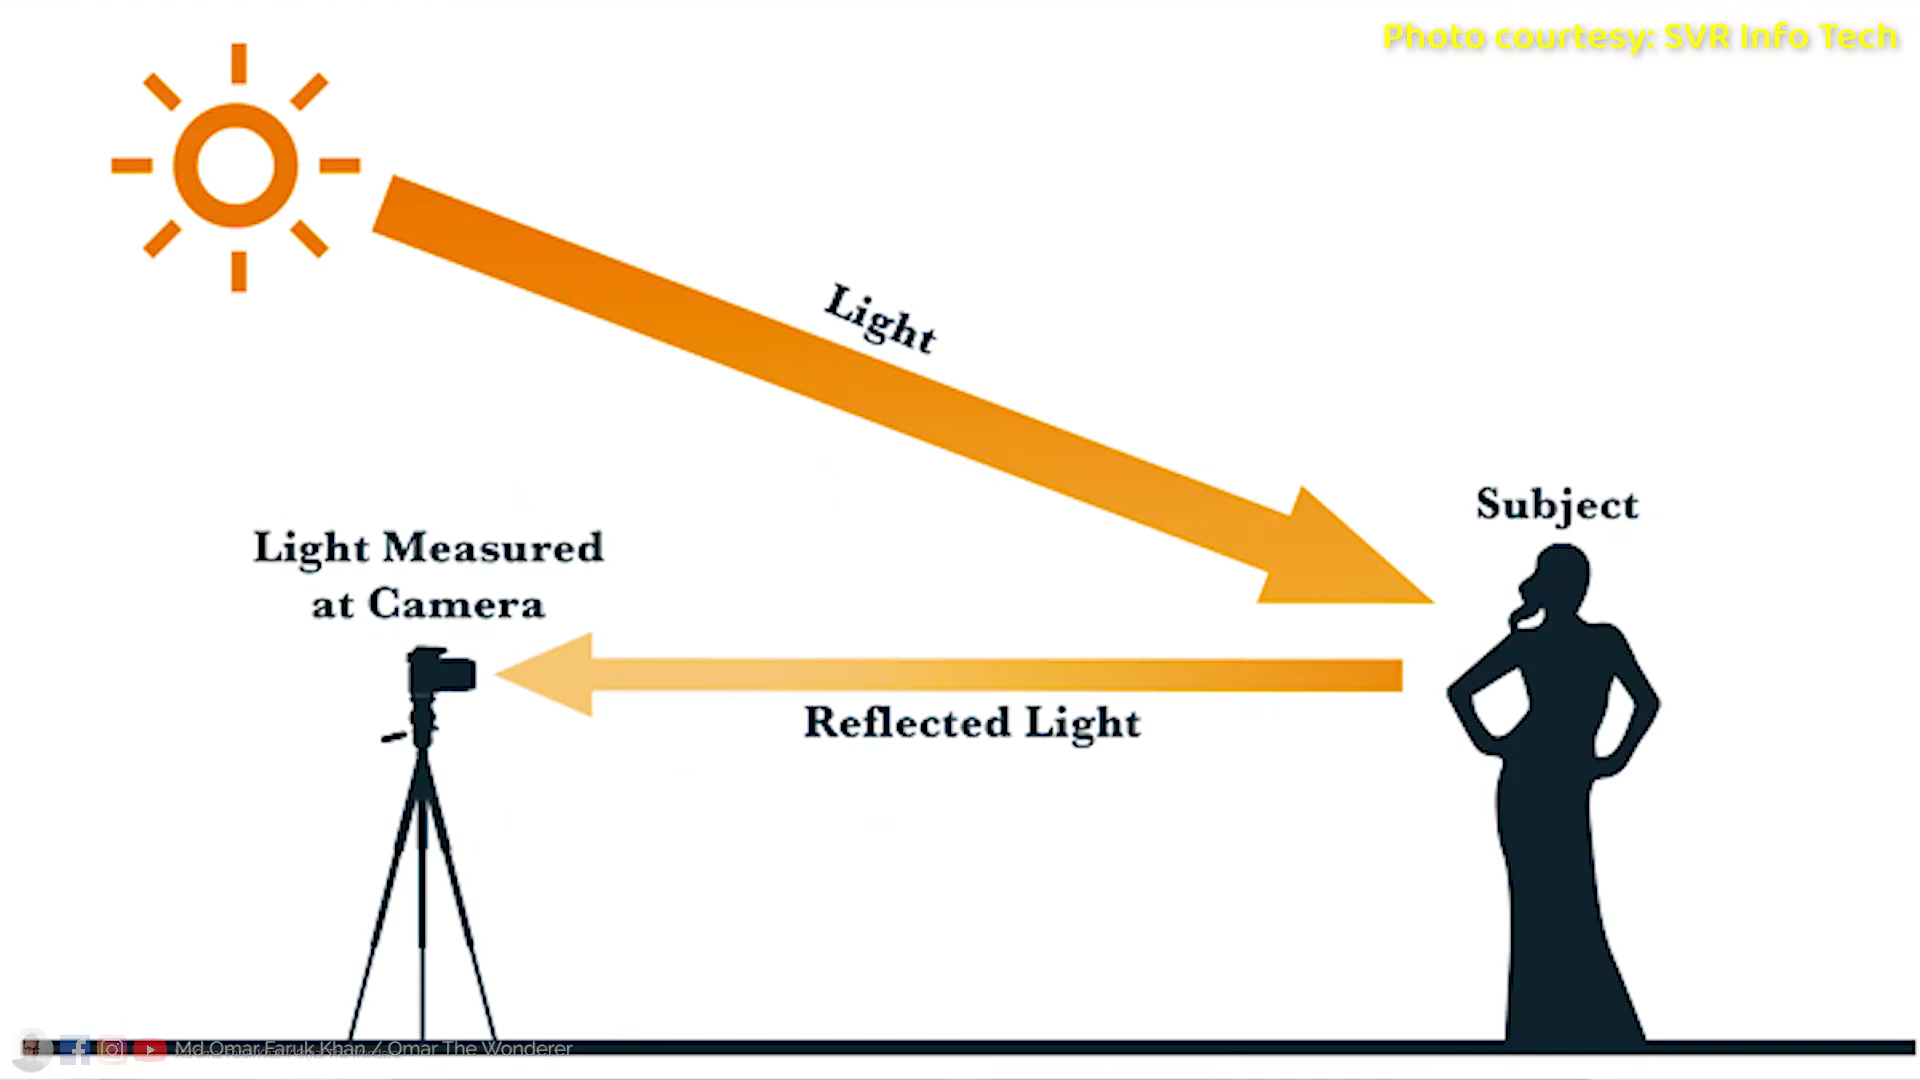 Photo courtesy: SVR Info Tech
Light
Subject
Light Measured
at Camera
Reflected Light
Md.Omar Faruk Khan / Omar The Wonderer